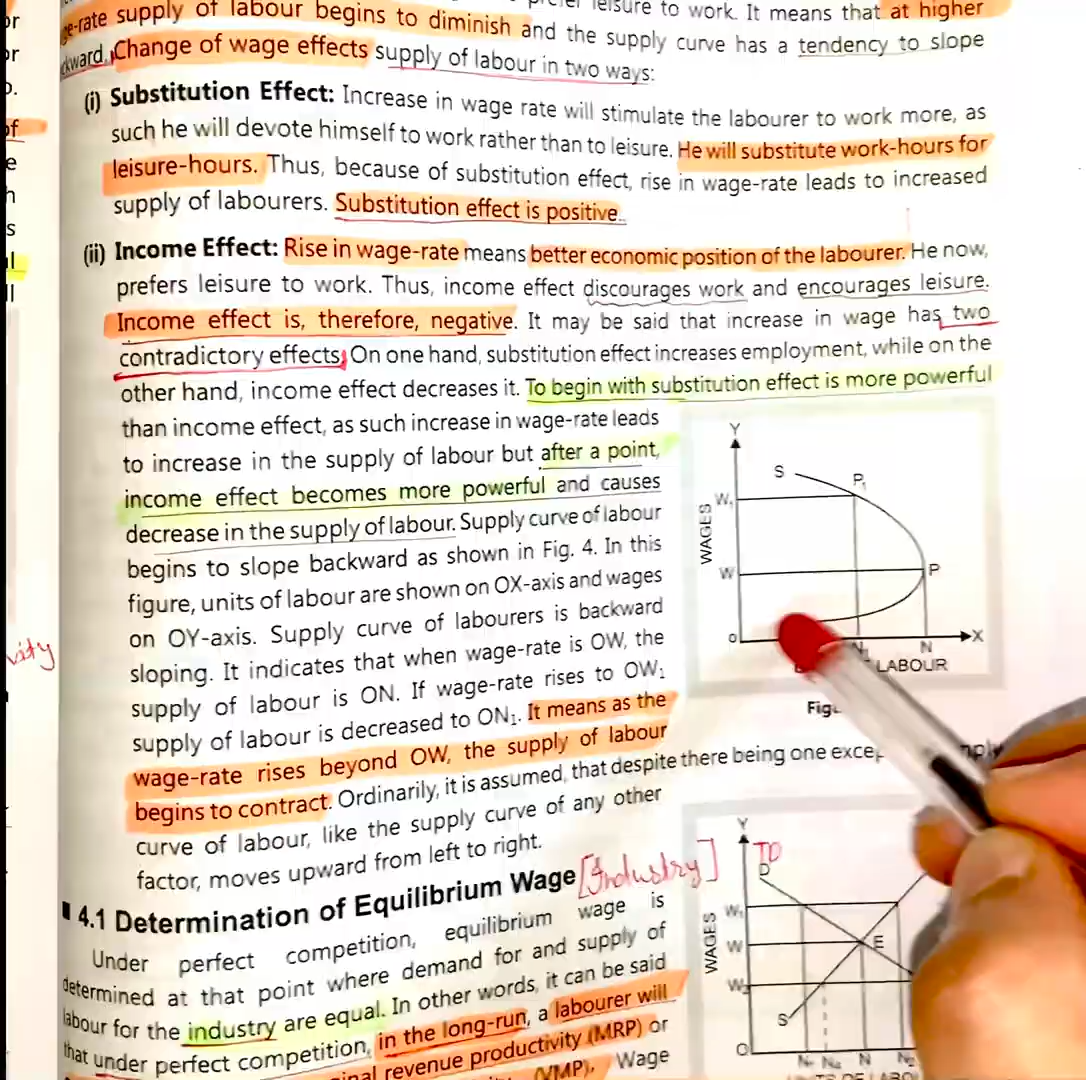 leisure to work. It means that at higher
ge-rate supply of labour begins to diminish and the supply curve has a tendency to slope
kward. Change of wage effects supply of labour in two ways:
(i) Substitution Effect: Increase in wage rate will stimulate the labourer to work more, as
such he will devote himself to work rather than to leisure. He will substitute work-hours for
leisure-hours. Thus, because of substitution effect, rise in wage-rate leads to increased
supply of labourers. Substitution effect is positive.
(ii) Income Effect: Rise in wage-rate means better economic position of the labourer. He now,
prefers leisure to work. Thus, income effect discourages work and encourages leisure.
Income effect is, therefore, negative. It may be said that increase in wage has two
contradictory effects. On one hand, substitution effect increases employment, while on the
other hand, income effect decreases it. To begin with substitution effect is more powerful
than income effect, as such increase in wage-rate leads
to increase in the supply of labour but after a point,
income effect becomes more powerful and causes
decrease in the supply of labour. Supply curve of labour
begins to slope backward as shown in Fig. 4. In this
figure, units of labour are shown on OX-axis and wages
on OY-axis. Supply curve of labourers is backward
sloping. It indicates that when wage-rate is OW, the
supply of labour is ON. If wage-rate rises to OW₁
supply of labour is decreased to ON₁. It means as the
wage-rate rises beyond OW, the supply of labour
begins to contract. Ordinarily, it is assumed, that despite there being one
curve of labour, like the supply curve of any other
factor, moves upward from left to right.
Y
S
P₁
W₁
WAGES
W
P
O
N₁
N
X
LABOUR
Fig.
vity
4.1 Determination of Equilibrium Wage [Industry]
Under perfect competition, equilibrium wage is
determined at that point where demand for and supply of
labour for the industry are equal. In other words, it can be said
that under perfect competition, in the long-run, a labourer will
revenue productivity (MRP) or
(VMP). Wage
Y
D
W₁
WAGES
W
E
W₂
S
O
N
N₂